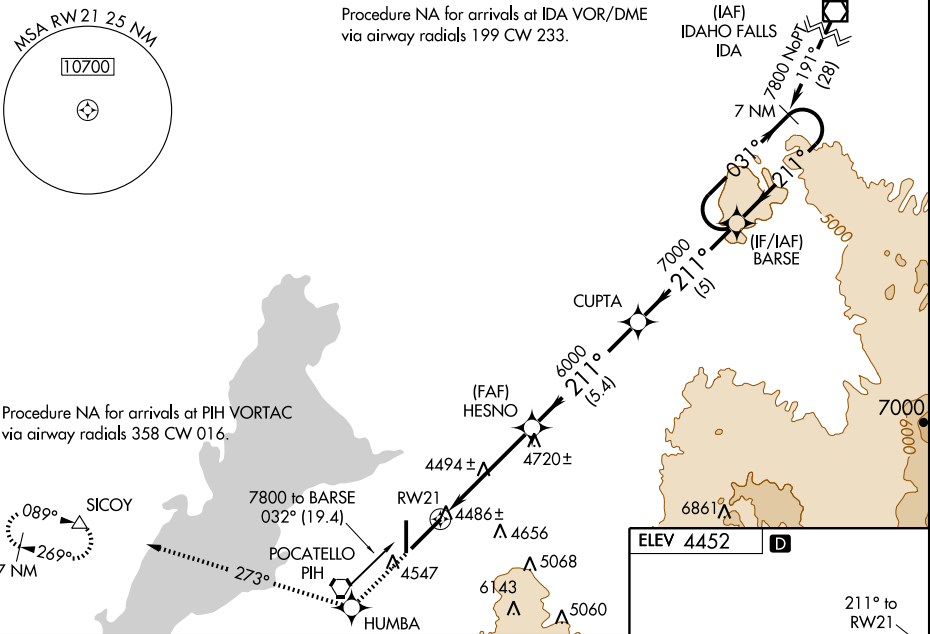 MSA RW21 25 NM
10700
Procedure NA for arrivals at IDA VOR/DME
via airway radials 199 CW 233.
(IAF)
IDAHO FALLS
IDA
7800 NoPT
191°
(28)
7 NM
031°
211°
5000
(IF/IAF)
BARSE
7000
211°
(5)
CUPTA
6000
211°
(5.4)
(FAF)
HESNO
7000
6000
Procedure NA for arrivals at PIH VORTAC
via airway radials 358 CW 016.
4494±
4720±
089°
SICOY
269°
7 NM
7800 to BARSE
032° (19.4)
RW21
4486±
4656
6861
POCATELLO
PIH
4547
5068
273°
6143
5060
HUMBA
ELEV 4452
D
211° to
RW21